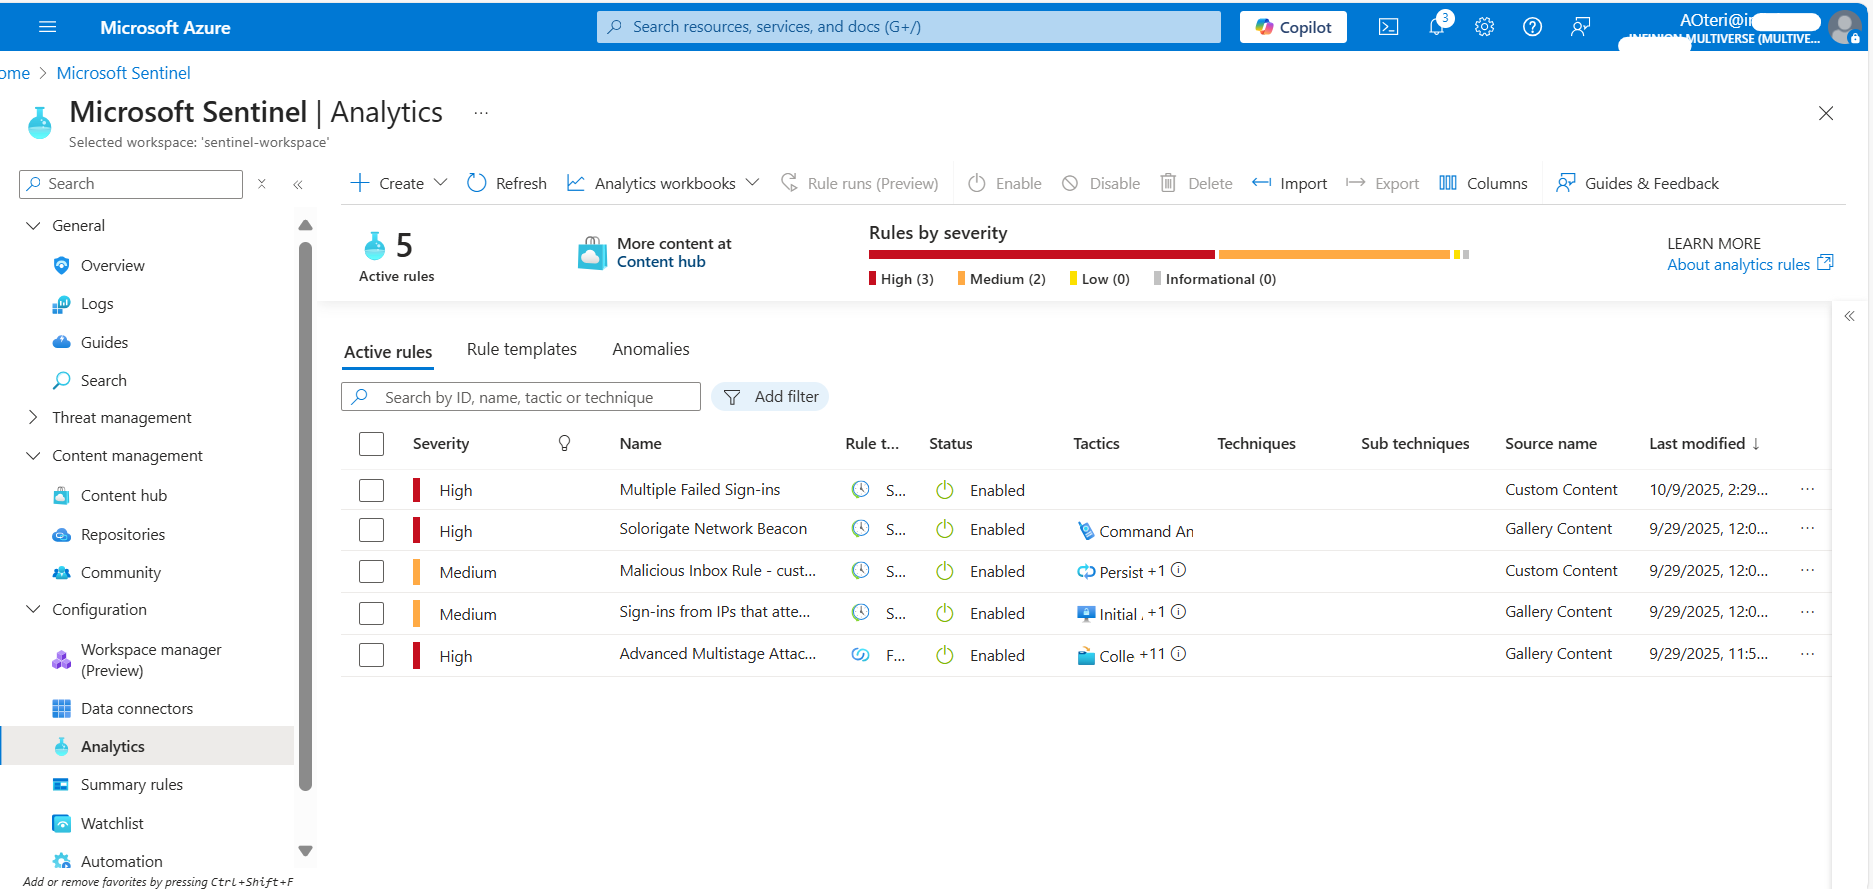 Microsoft Azure
Search resources, services, and docs (G+/)
Copilot
3
AOteri@in
INFINION MULTIVERSE (MULTIVE...
ome > Microsoft Sentinel
Microsoft Sentinel | Analytics ...
Selected workspace: 'sentinel-workspace'
Search
General
Overview
Logs
Guides
Search
Threat management
Content management
Content hub
Repositories
Community
Configuration
Workspace manager
(Preview)
Data connectors
Analytics
Summary rules
Watchlist
Automation
Add or remove favorites by pressing Ctrl+Shift+F
Create Refresh Analytics workbooks Rule runs (Preview) Enable Disable Delete Import Export Columns Guides & Feedback
5
Active rules
More content at
Content hub
Rules by severity
High (3) Medium (2) Low (0) Informational (0)
LEARN MORE
About analytics rules
Active rules Rule templates Anomalies
Search by ID, name, tactic or technique
Add filter
Severity Name Rule t... Status Tactics Techniques Sub techniques Source name Last modified ↓
High Multiple Failed Sign-ins S... Enabled Custom Content 10/9/2025, 2:29... ...
High Solorigate Network Beacon S... Enabled Command An Gallery Content 9/29/2025, 12:0... ...
Medium Malicious Inbox Rule - cust... S... Enabled Persist +1 Custom Content 9/29/2025, 12:0... ...
Medium Sign-ins from IPs that atte... S... Enabled Initial +1 Gallery Content 9/29/2025, 12:0... ...
High Advanced Multistage Attac... F... Enabled Colle +11 Gallery Content 9/29/2025, 11:5... ...